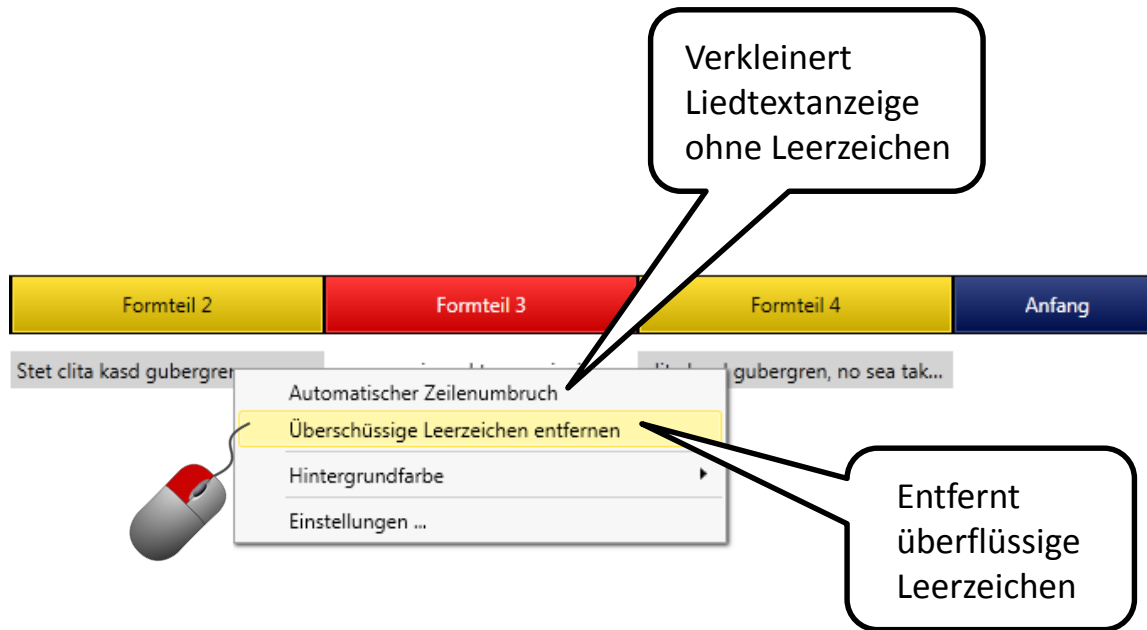 Verkleinert
Liedtextanzeige
ohne Leerzeichen
Formteil 2 Formteil 3 Formteil 4 Anfang
Stet clita kasd gubergren gubergren, no sea tak...
Automatischer Zeilenumbruch
Überschüssige Leerzeichen entfernen
Hintergrundfarbe
Einstellungen ...
Entfernt
überflüssige
Leerzeichen